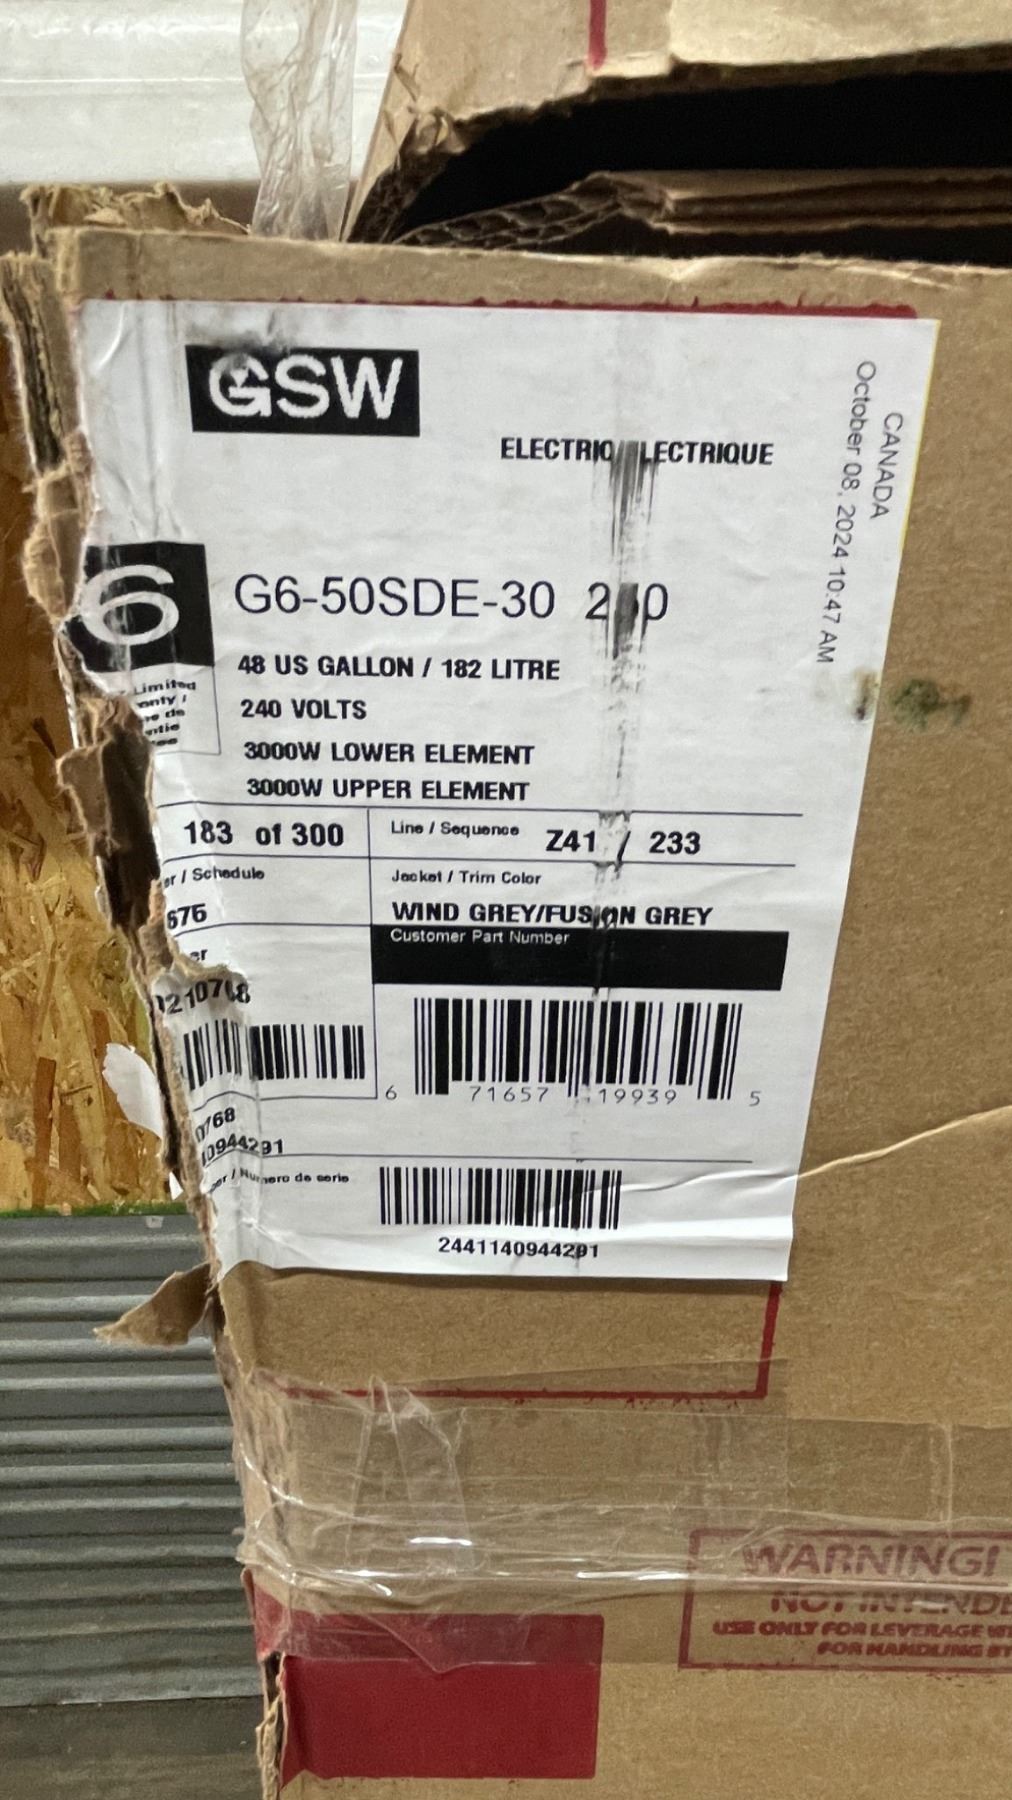 GSW
ELECTRIC/ LECTRIQUE
CANADA
October 08, 2024 10:47 AM
6
G6-50SDE-30
48 US GALLON / 182 LITRE
Limited
240 VOLTS
3000W LOWER ELEMENT
3000W UPPER ELEMENT
183 of 300
Line / Sequence Z41 / 233
/ Schedule
Jacket / Trim Color
WIND GREY/FUSION GREY
Customer Part Number
6 71657 19939 5
/ Numero de serie
2441140944291
WARNING!
USE ONLY FOR LEVERAGE
FOR HANDLING